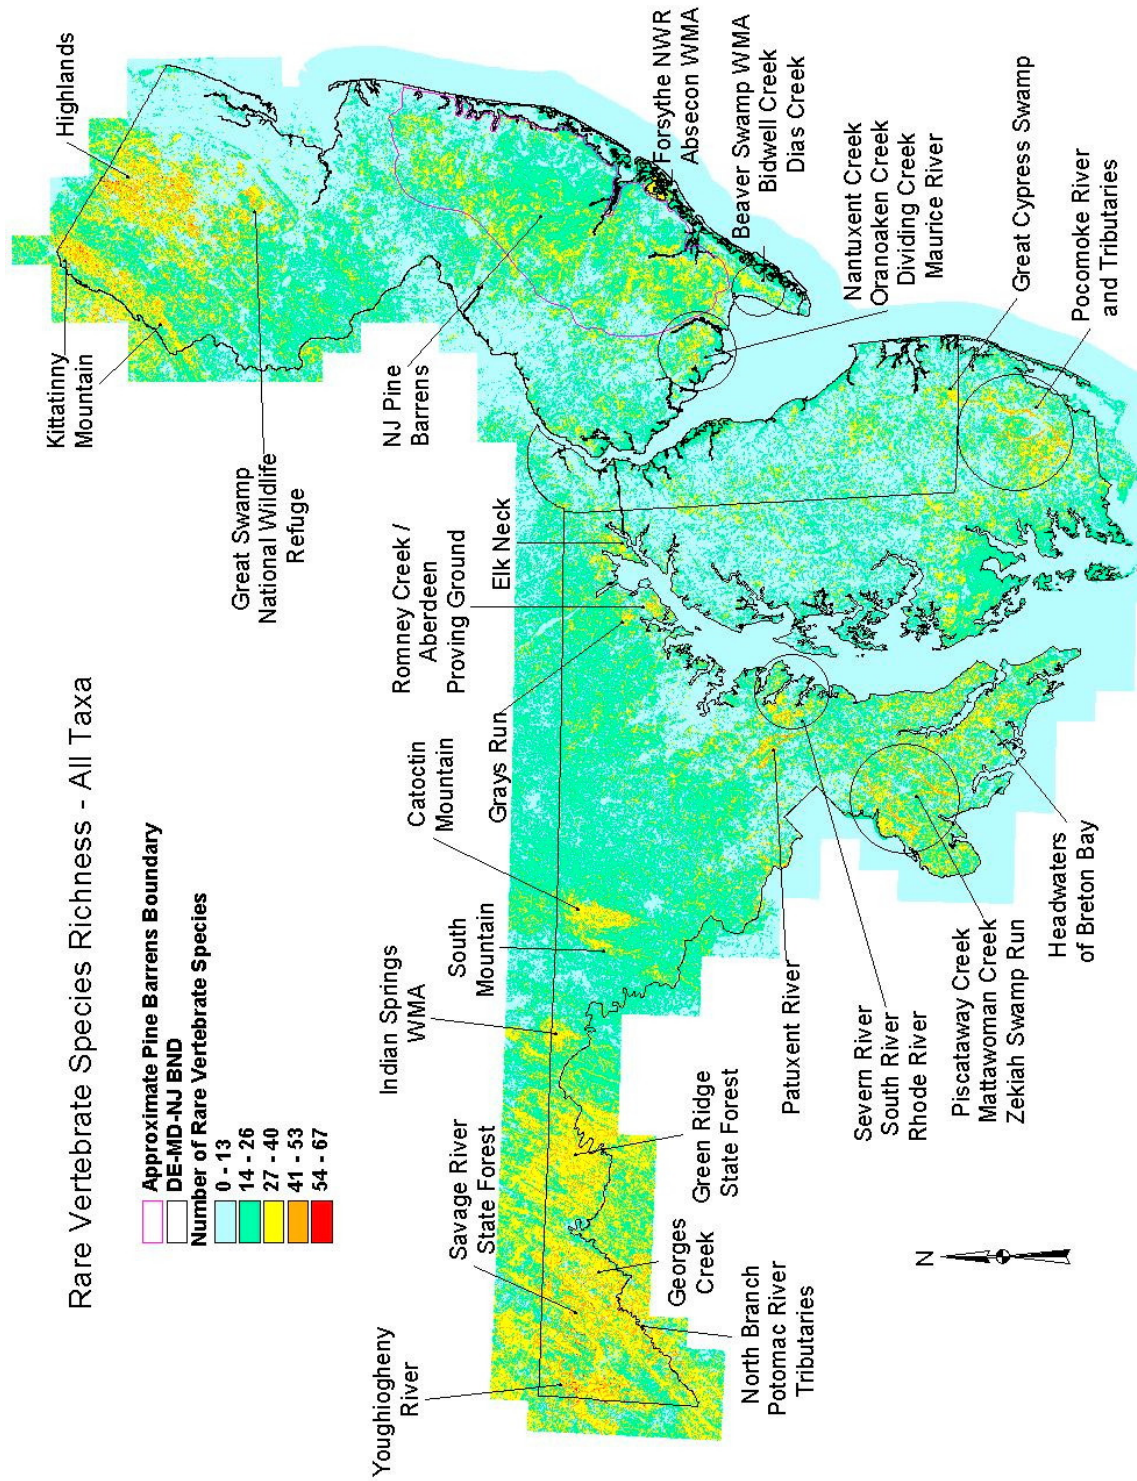 Rare Vertebrate Species Richness - All Taxa
Approximate Pine Barrens Boundary
DE-MD-NJ BND
Number of Rare Vertebrate Species
0 - 13
14 - 26
27 - 40
41 - 53
54 - 67
Youghiogheny
River
Savage River
State Forest
Indian Springs
WMA
South
Mountain
Catoctin
Mountain
Grays Run
Romney Creek /
Aberdeen
Proving Ground
Elk Neck
Great Swamp
National Wildlife
Refuge
NJ Pine
Barrens
Kittatinny
Mountain
Highlands
Forsythe NWR
Absecon WMA
Beaver Swamp WMA
Bidwell Creek
Dias Creek
Nantuxent Creek
Oranoaken Creek
Dividing Creek
Maurice River
Great Cypress Swamp
Pocomoke River
and Tributaries
North Branch
Potomac River
Tributaries
Georges
Creek
Green Ridge
State Forest
Patuxent River
Severn River
South River
Rhode River
Piscataway Creek
Mattawoman Creek
Zekiah Swamp Run
Headwaters
of Breton Bay
N